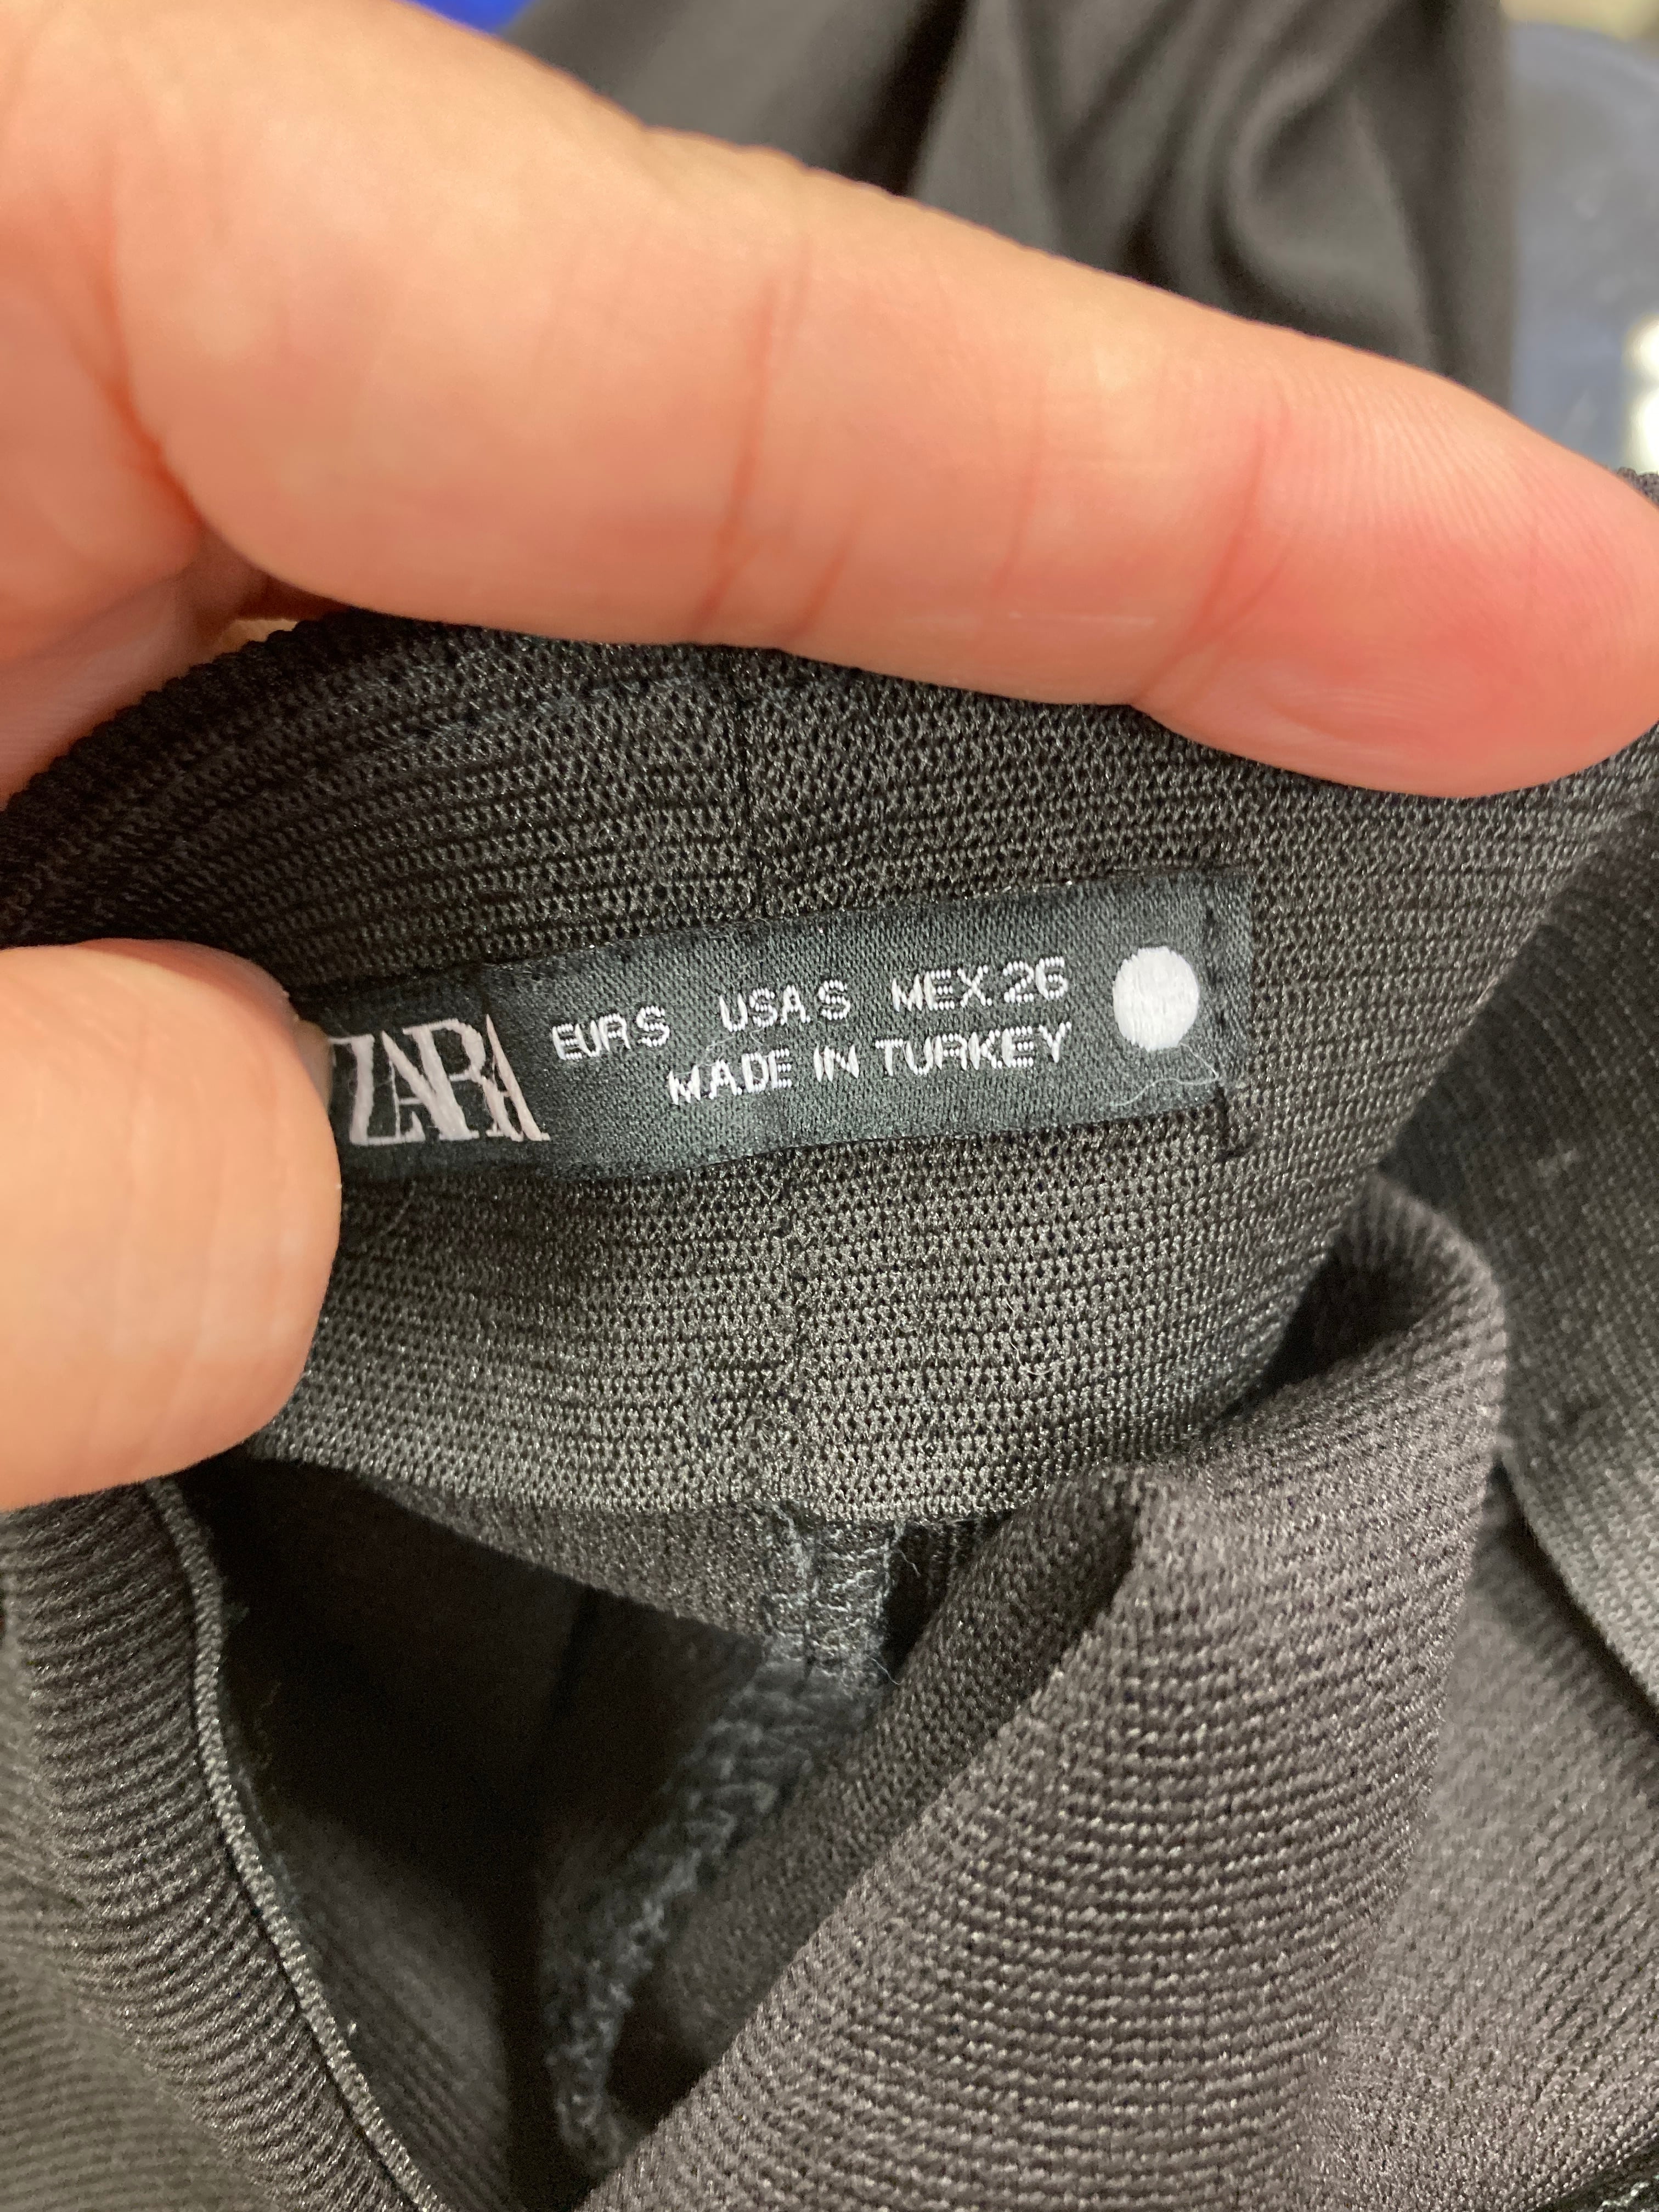 ZARA
EUR S USA S MEX 26
MADE IN TURKEY